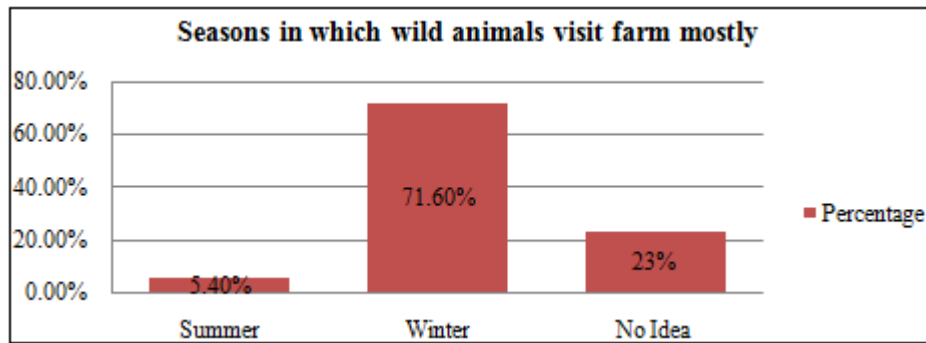 Seasons in which wild animals visit farm mostly
80.00%
60.00%
40.00%
20.00%
0.00%
5.40%
71.60%
23%
Summer
Winter
No Idea
Percentage